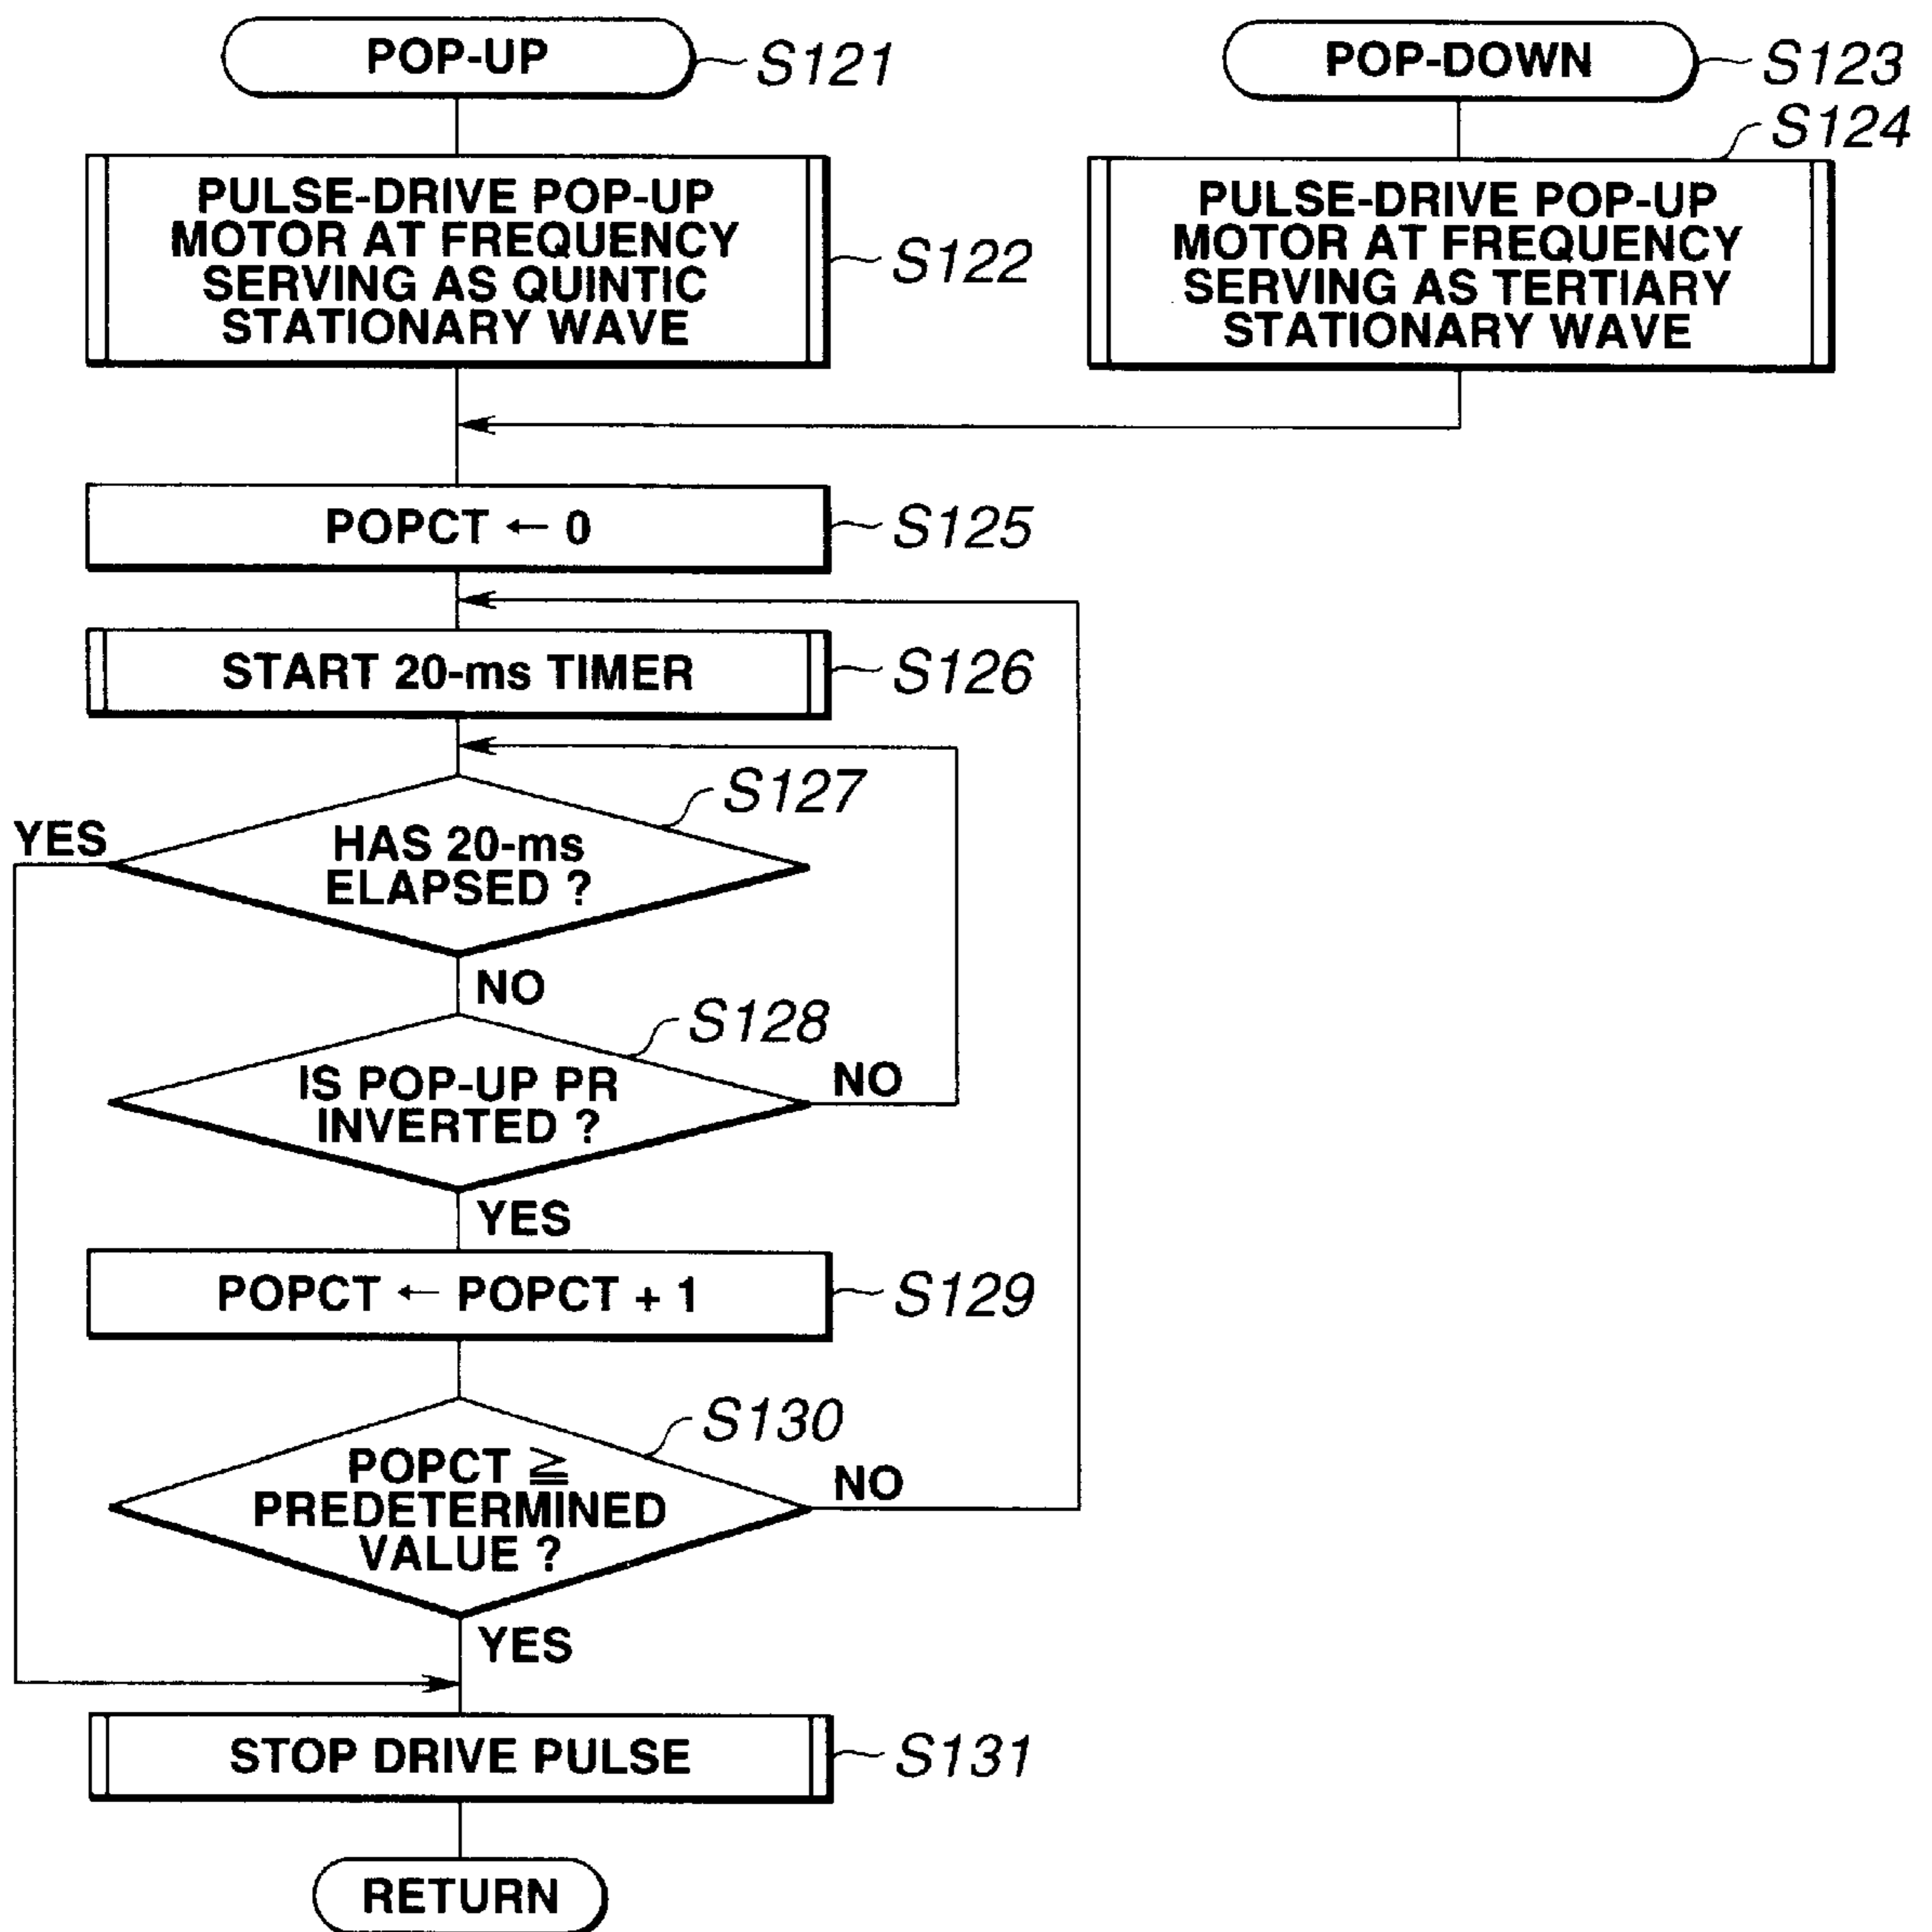 POP-UP
S121
POP-DOWN
S123
PULSE-DRIVE POP-UP
MOTOR AT FREQUENCY
SERVING AS QUINTIC
STATIONARY WAVE
S122
S124
PULSE-DRIVE POP-UP
MOTOR AT FREQUENCY
SERVING AS TERTIARY
STATIONARY WAVE
POPCT ← 0
S125
START 20-ms TIMER
S126
S127
YES
HAS 20-ms
ELAPSED ?
NO
S128
IS POP-UP PR
INVERTED ?
NO
YES
POPCT ← POPCT + 1
S129
S130
POPCT ≧
PREDETERMINED
VALUE ?
NO
YES
STOP DRIVE PULSE
S131
RETURN